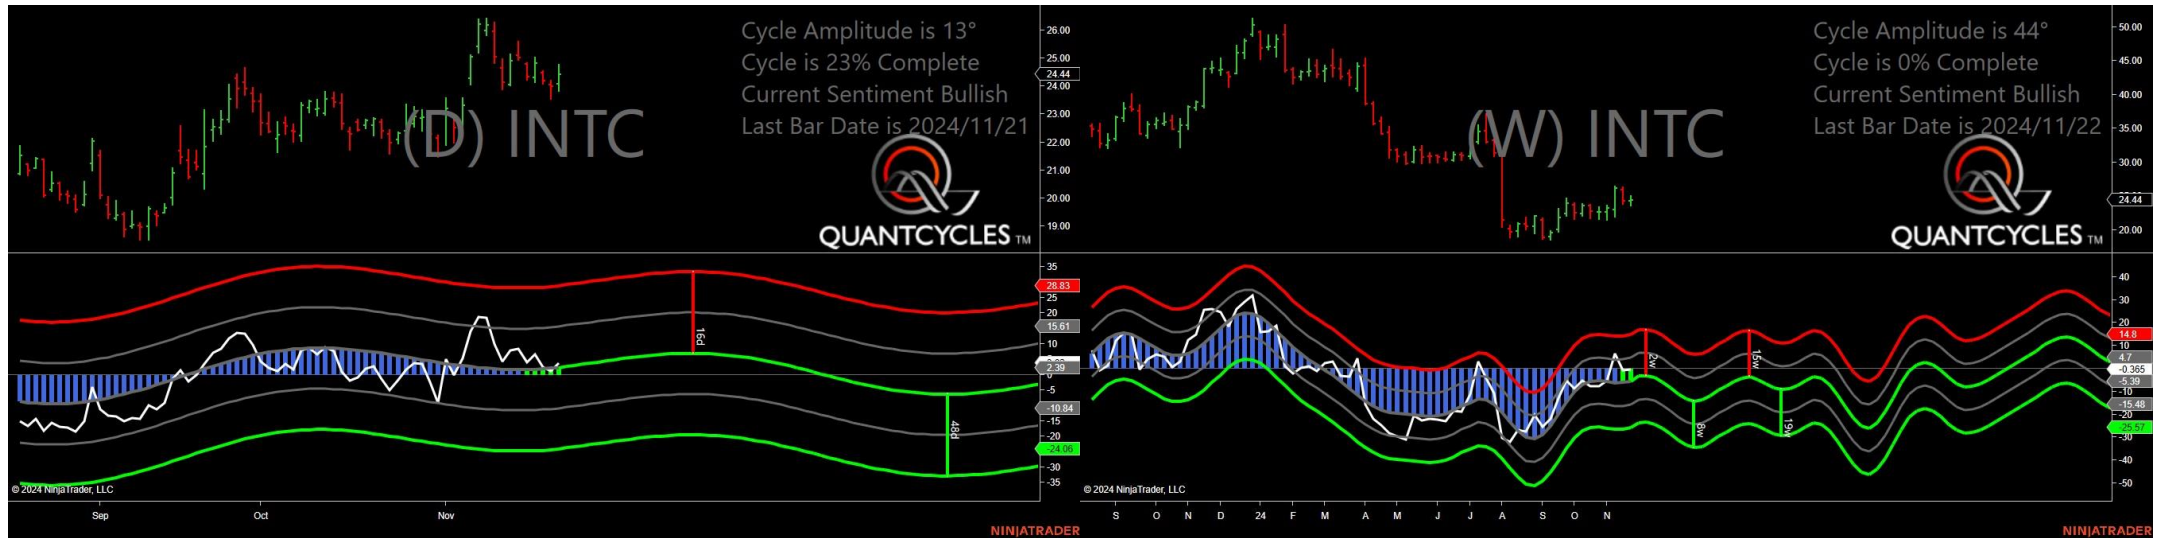 Cycle Amplitude is 13°
Cycle is 23% Complete
Current Sentiment Bullish
Last Bar Date is 2024/11/21
(D) INTC
QUANTCYCLES TM
26.00
25.00
24.44
24.00
23.00
22.00
21.00
20.00
19.00
35
28.83
25
20
15.61
10
2.39
0
-5
-10.84
-15
-20
-24.06
-30
-35
16d
48d
© 2024 NinjaTrader, LLC
Sep Oct Nov
NINJATRADER
Cycle Amplitude is 44°
Cycle is 0% Complete
Current Sentiment Bullish
Last Bar Date is 2024/11/22
(W) INTC
QUANTCYCLES TM
50.00
45.00
40.00
35.00
30.00
24.44
20.00
40
30
20
14.8
10
4.7
-0.365
-5.39
-10
-15.48
-20
-25.57
-30
-40
-50
2w
15w
8w
19w
© 2024 NinjaTrader, LLC
S O N D 24 F M A M J J A S O N
NINJATRADER